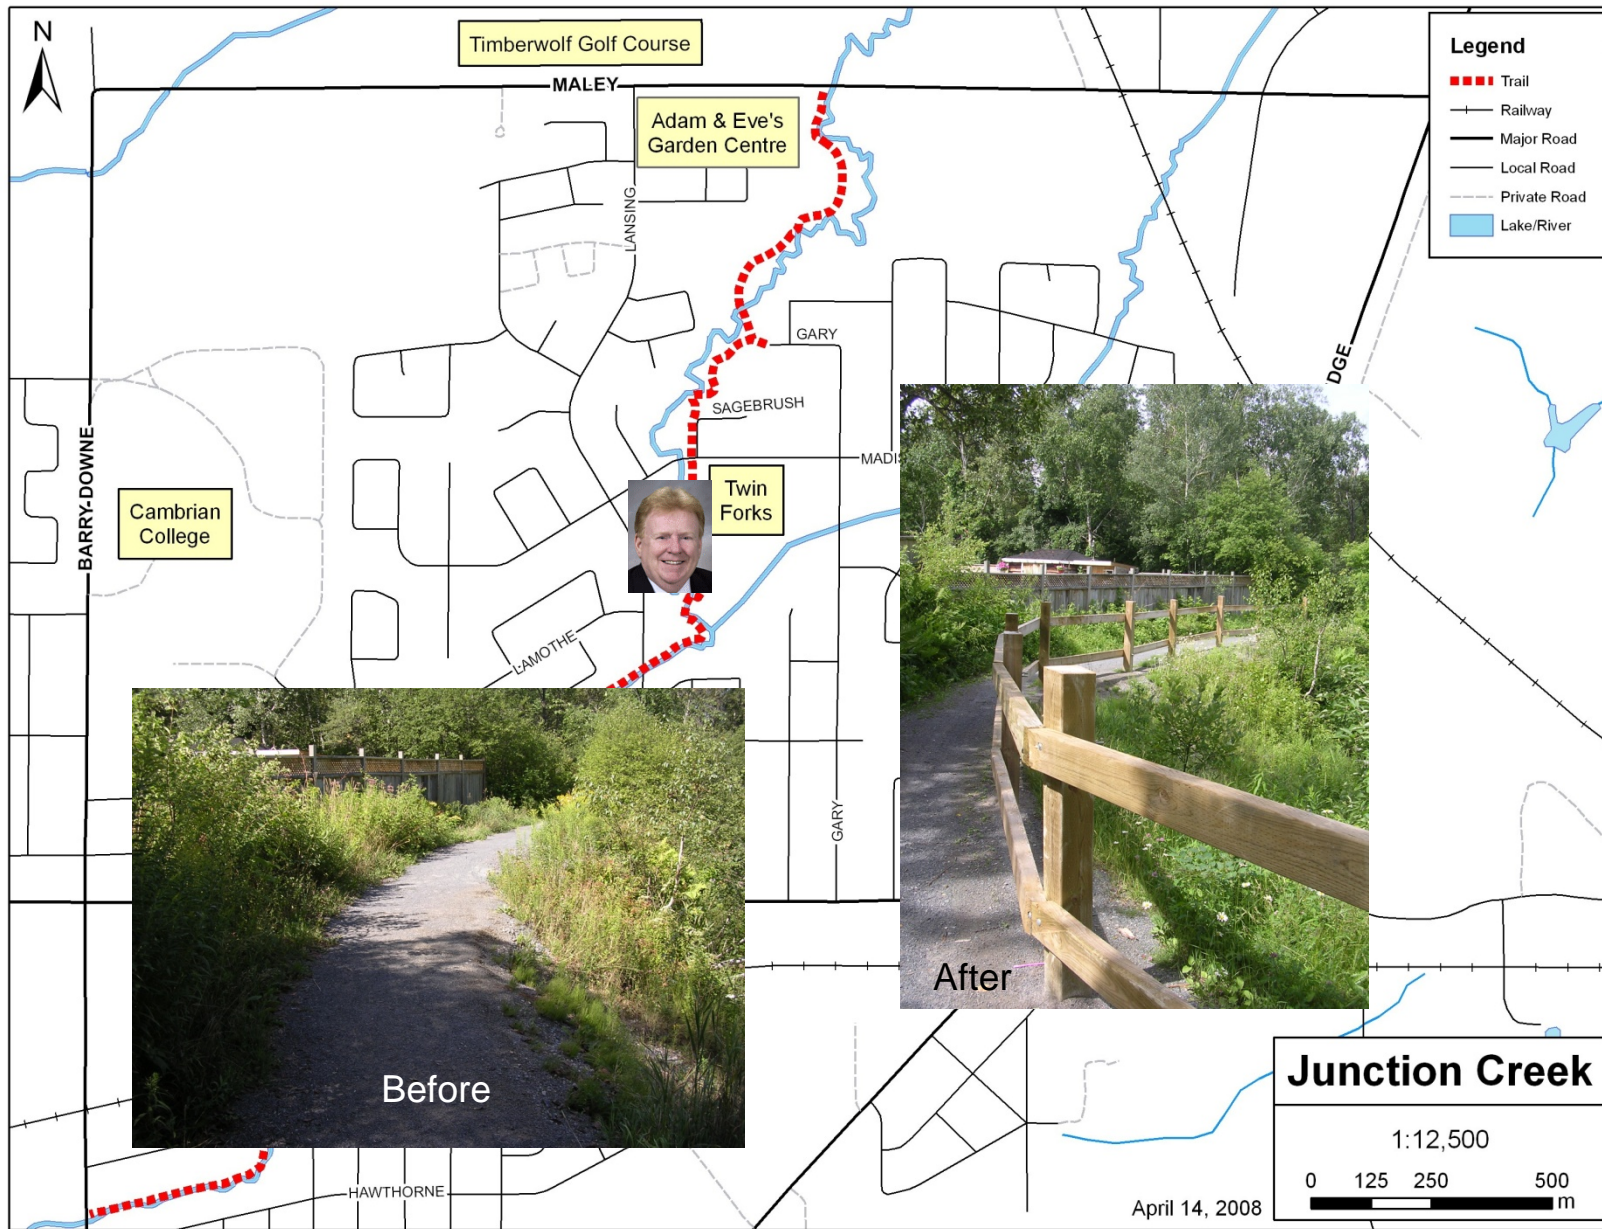 N
Timberwolf Golf Course
MALEY
Adam & Eve's
Garden Centre
LANSING
Legend
Trail
Railway
Major Road
Local Road
Private Road
Lake/River
GARY
DGE
SAGEBRUSH
BARRY-DOWNE
MADIS
Cambrian
College
Twin
Forks
LAMOTHE
GARY
After
Before
Junction Creek
1:12,500
0 125 250 500
m
HAWTHORNE
April 14, 2008